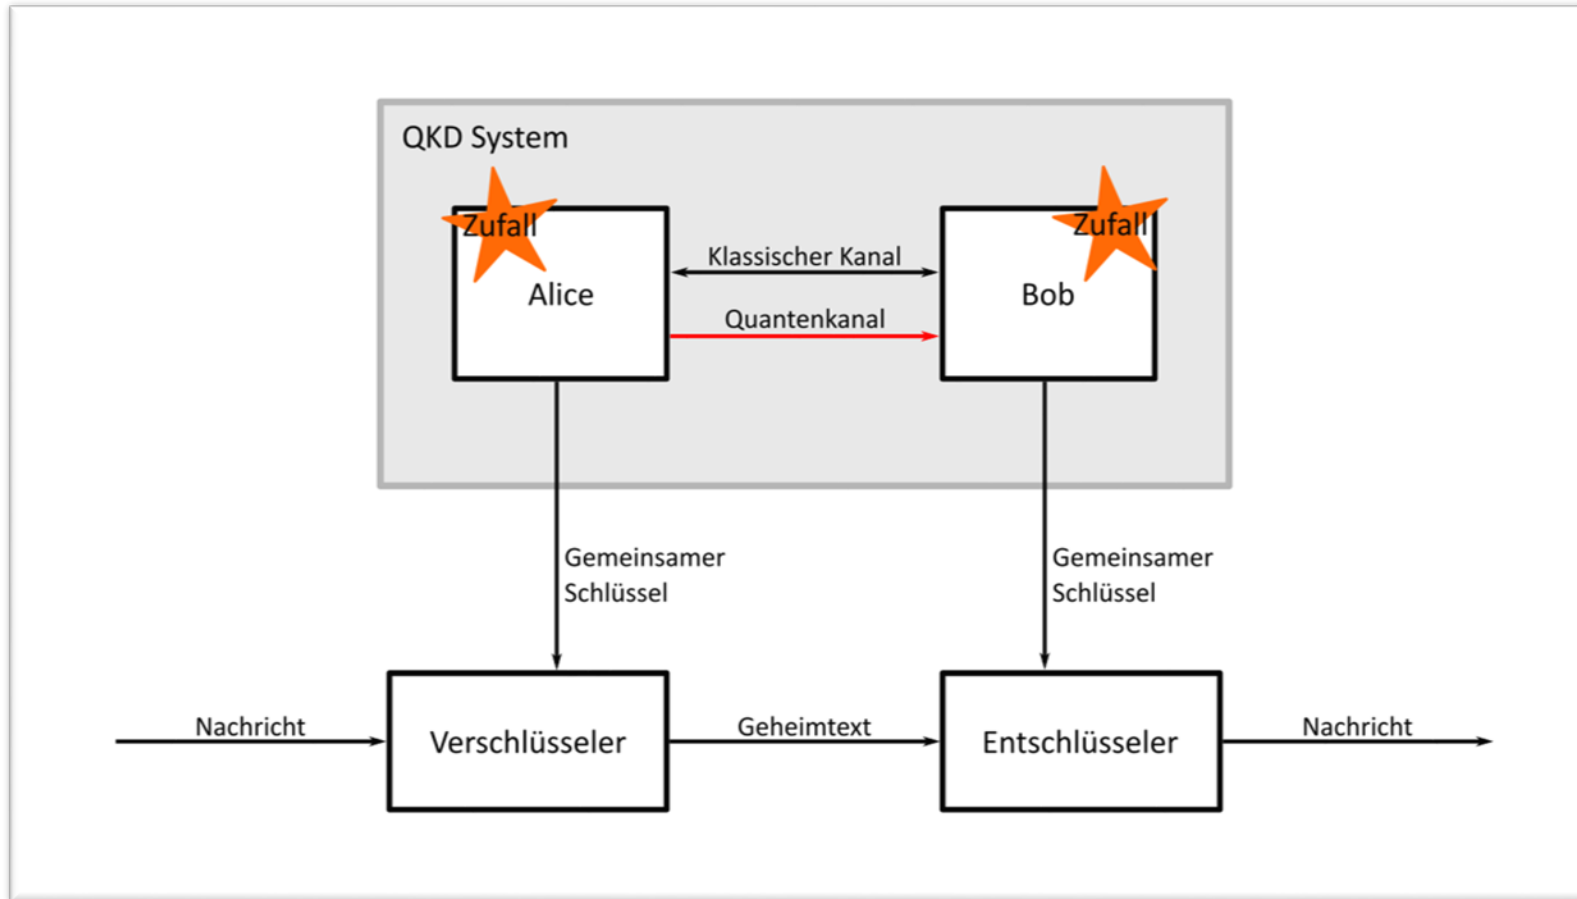 QKD System
Zufall
Zufall
Klassischer Kanal
Alice
Bob
Quantenkanal
Gemeinsamer
Schlüssel
Gemeinsamer
Schlüssel
Nachricht
Verschlüsseler
Geheimtext
Entschlüsseler
Nachricht